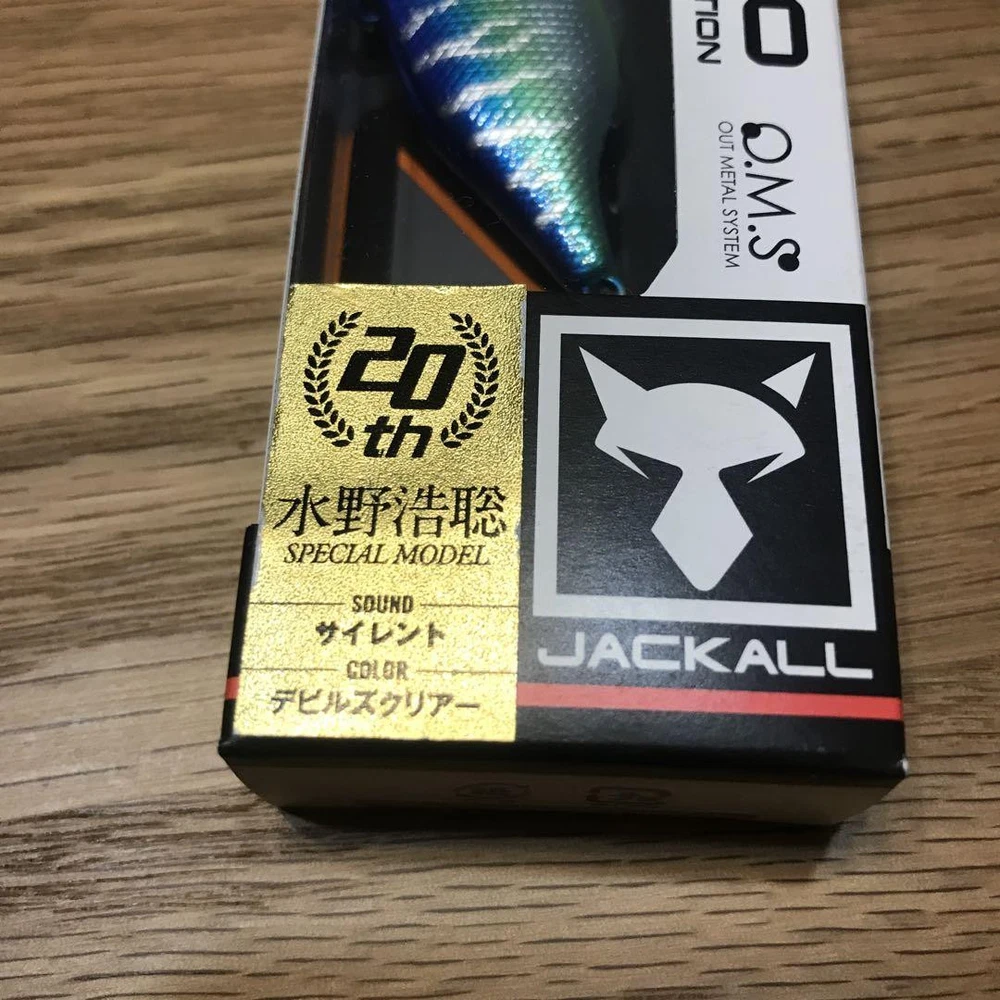 TION
O.M.S
OUT METAL SYSTEM
20
th
水野浩聡
SPECIAL MODEL
SOUND
サイレント
COLOR
デビルズクリアー
JACKALL